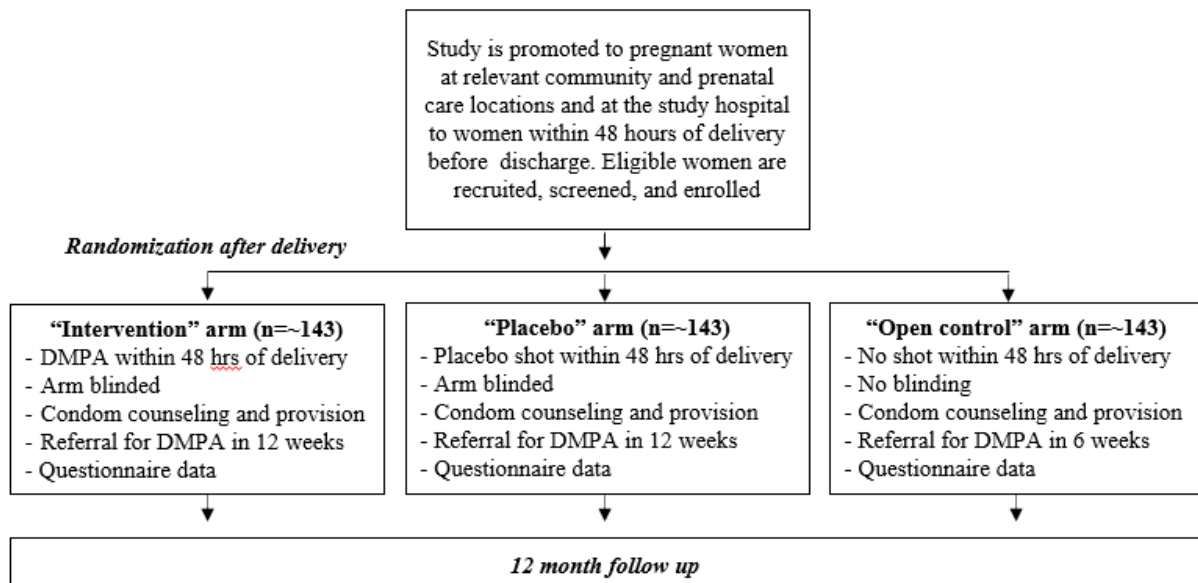 Study is promoted to pregnant women
at relevant community and prenatal
care locations and at the study hospital
to women within 48 hours of delivery
before discharge. Eligible women are
recruited, screened, and enrolled
Randomization after delivery
“Intervention” arm (n=~143)
- DMPA within 48 hrs of delivery
- Arm blinded
- Condom counseling and provision
- Referral for DMPA in 12 weeks
- Questionnaire data
“Placebo” arm (n=~143)
- Placebo shot within 48 hrs of delivery
- Arm blinded
- Condom counseling and provision
- Referral for DMPA in 12 weeks
- Questionnaire data
“Open control” arm (n=~143)
- No shot within 48 hrs of delivery
- No blinding
- Condom counseling and provision
- Referral for DMPA in 6 weeks
- Questionnaire data
12 month follow up